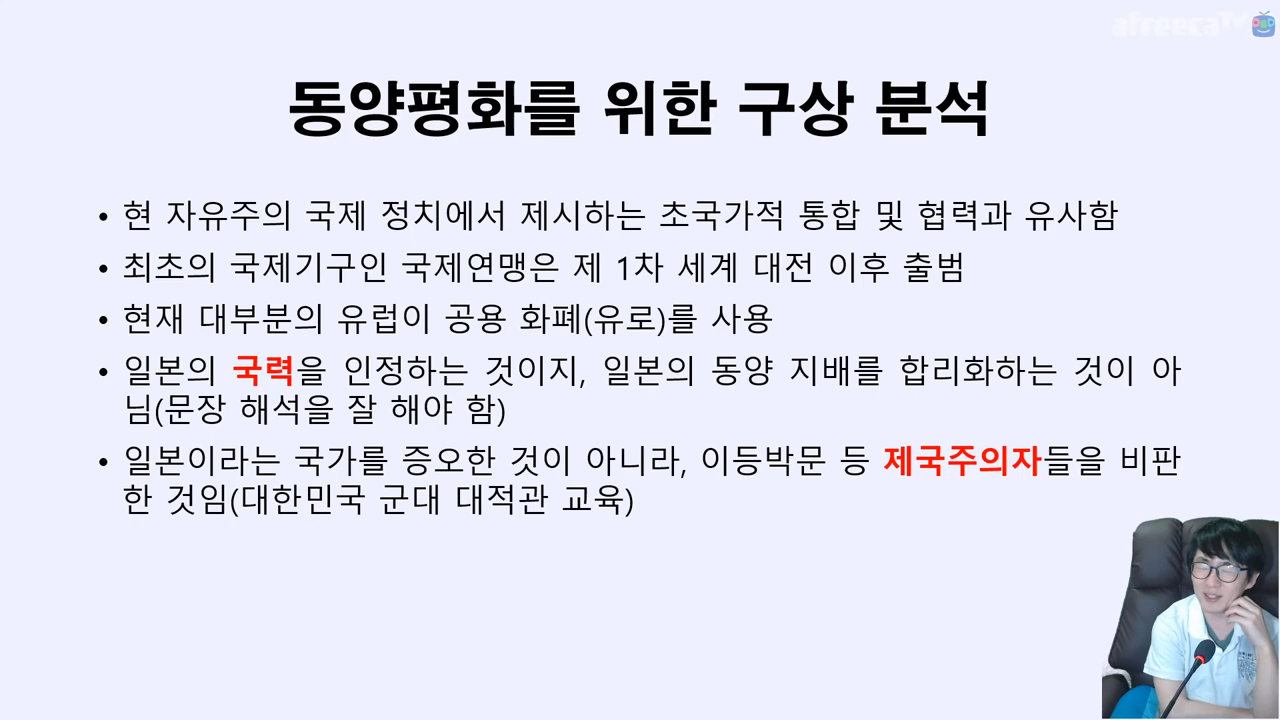 afreecaTV
동양평화를 위한 구상 분석
• 현 자유주의 국제 정치에서 제시하는 초국가적 통합 및 협력과 유사함
• 최초의 국제기구인 국제연맹은 제 1차 세계 대전 이후 출범
• 현재 대부분의 유럽이 공용 화폐(유로)를 사용
• 일본의 국력을 인정하는 것이지, 일본의 동양 지배를 합리화하는 것이 아
님(문장 해석을 잘 해야 함)
• 일본이라는 국가를 증오한 것이 아니라, 이등박문 등 제국주의자들을 비판
한 것임(대한민국 군대 대적관 교육)